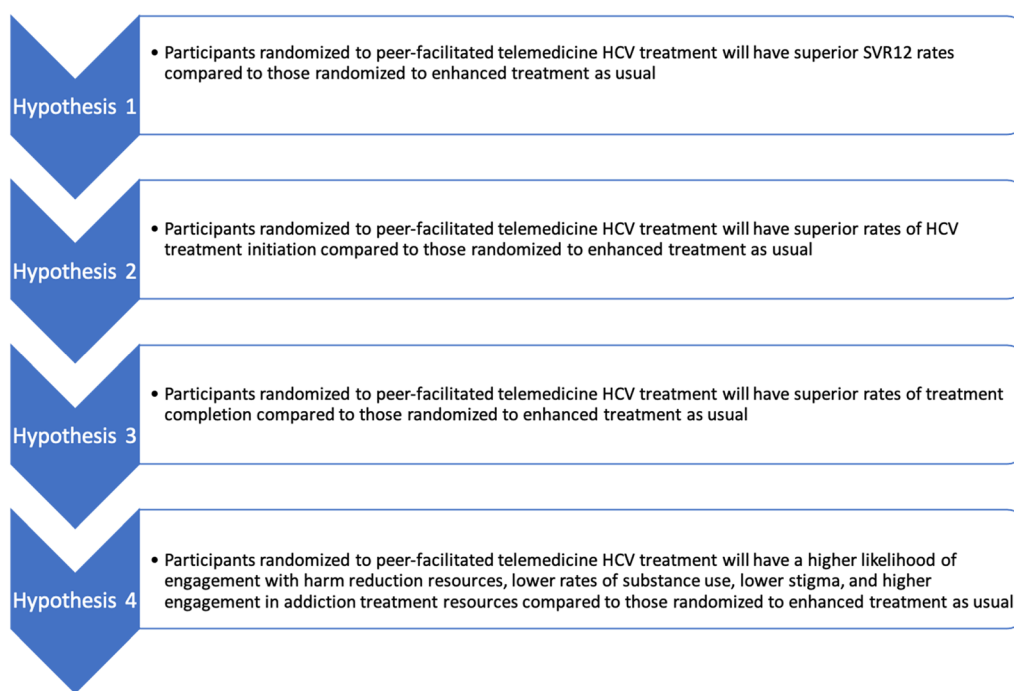 Hypothesis 1
• Participants randomized to peer-facilitated telemedicine HCV treatment will have superior SVR12 rates
compared to those randomized to enhanced treatment as usual
Hypothesis 2
• Participants randomized to peer-facilitated telemedicine HCV treatment will have superior rates of HCV
treatment initiation compared to those randomized to enhanced treatment as usual
Hypothesis 3
• Participants randomized to peer-facilitated telemedicine HCV treatment will have superior rates of treatment
completion compared to those randomized to enhanced treatment as usual
Hypothesis 4
• Participants randomized to peer-facilitated telemedicine HCV treatment will have a higher likelihood of
engagement with harm reduction resources, lower rates of substance use, lower stigma, and higher
engagement in addiction treatment resources compared to those randomized to enhanced treatment as usual